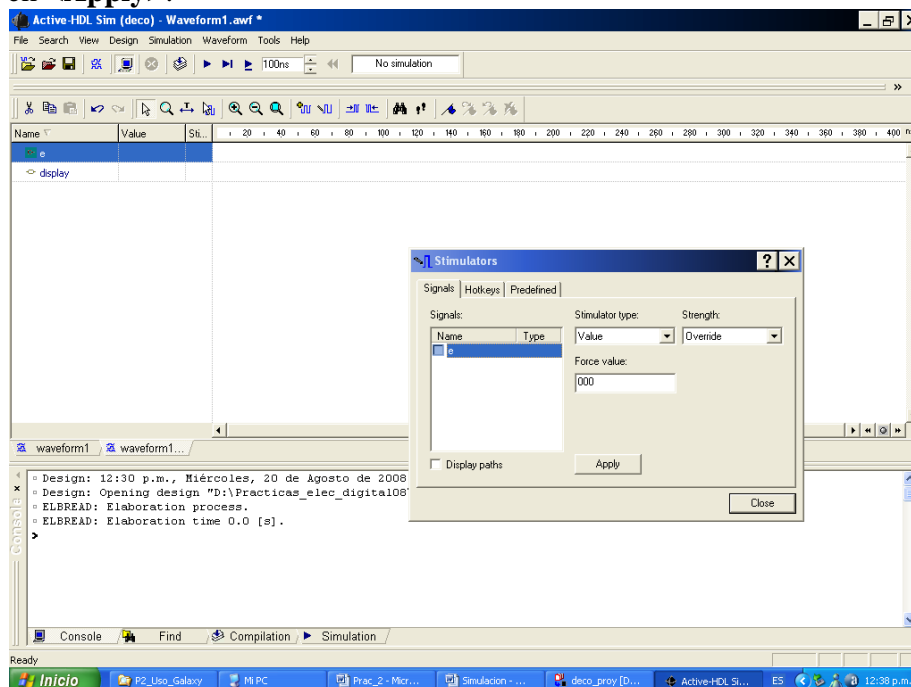 Active-HDL Sim (deco) - Waveform1.awf *
File Search View Design Simulation Waveform Tools Help
100ns No simulation
Name Value Sti... 20 40 60 80 100 120 140 160 180 200 220 240 260 280 300 320 340 360 380 400
e
display
Stimulators
Signals Hotkeys Predefined
Signals: Stimulator type: Strength:
Name Type Value Override
e
Force value:
000
Display paths Apply
Close
waveform1 waveform1...
Design: 12:30 p.m., Miércoles, 20 de Agosto de 2008
Design: Opening design "D:\Practicas_elec_digital08\
ELBREAD: Elaboration process.
ELBREAD: Elaboration time 0.0 [s].
>
Consola
Console Find Compilation Simulation
Ready
Inicio P2_Uso_Galaxy Mi PC Prac_2 - Micr... Simulacion - ... deco_proy [D... Active-HDL Si... ES 12:38 p.m.